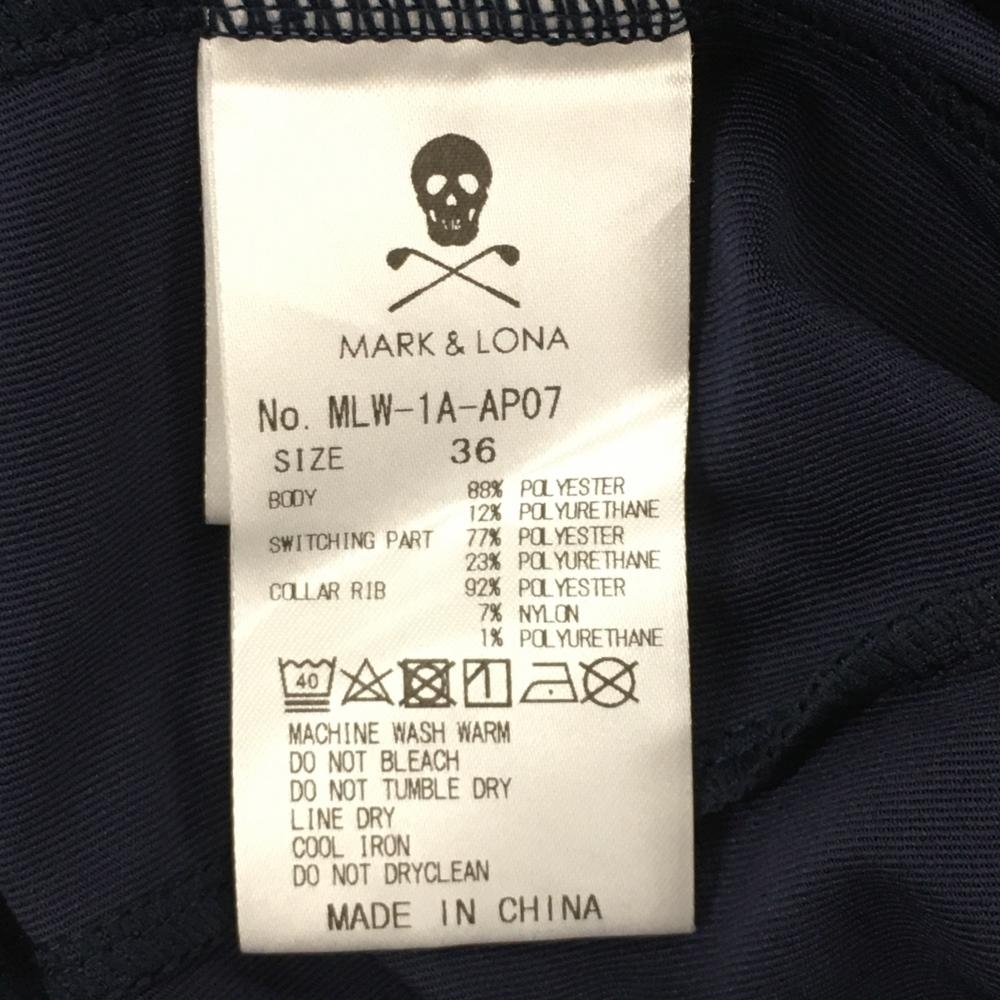 MARK & LONA
No. MLW-1A-AP07
SIZE 36
BODY 88% POLYESTER
12% POLYURETHANE
SWITCHING PART 77% POLYESTER
23% POLYURETHANE
COLLAR RIB 92% POLYESTER
7% NYLON
1% POLYURETHANE
40
MACHINE WASH WARM
DO NOT BLEACH
DO NOT TUMBLE DRY
LINE DRY
COOL IRON
DO NOT DRYCLEAN
MADE IN CHINA